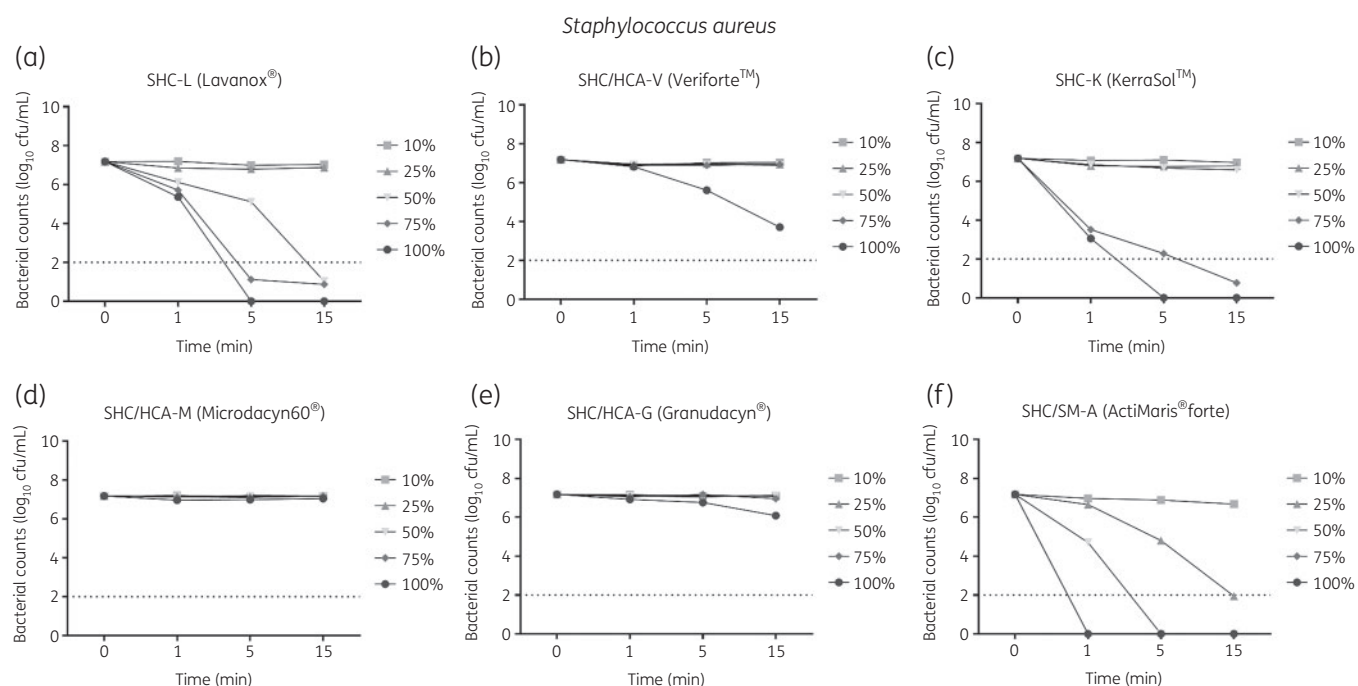 Staphylococcus aureus
(a)
SHC-L (Lavanox®)
Bacterial counts (log₁₀ cfu/mL)
10
8
6
4
2
0
0 1 5 15
Time (min)
10%
25%
50%
75%
100%
(b)
SHC/HCA-V (Veriforte™)
Bacterial counts (log₁₀ cfu/mL)
10
8
6
4
2
0
0 1 5 15
Time (min)
10%
25%
50%
75%
100%
(c)
SHC-K (KerraSol™)
Bacterial counts (log₁₀ cfu/mL)
10
8
6
4
2
0
0 1 5 15
Time (min)
10%
25%
50%
75%
100%
(d)
SHC/HCA-M (Microdacyn60®)
Bacterial counts (log₁₀ cfu/mL)
10
8
6
4
2
0
0 1 5 15
Time (min)
10%
25%
50%
75%
100%
(e)
SHC/HCA-G (Granudacyn®)
Bacterial counts (log₁₀ cfu/mL)
10
8
6
4
2
0
0 1 5 15
Time (min)
10%
25%
50%
75%
100%
(f)
SHC/SM-A (ActiMaris®forte)
Bacterial counts (log₁₀ cfu/mL)
10
8
6
4
2
0
0 1 5 15
Time (min)
10%
25%
50%
75%
100%